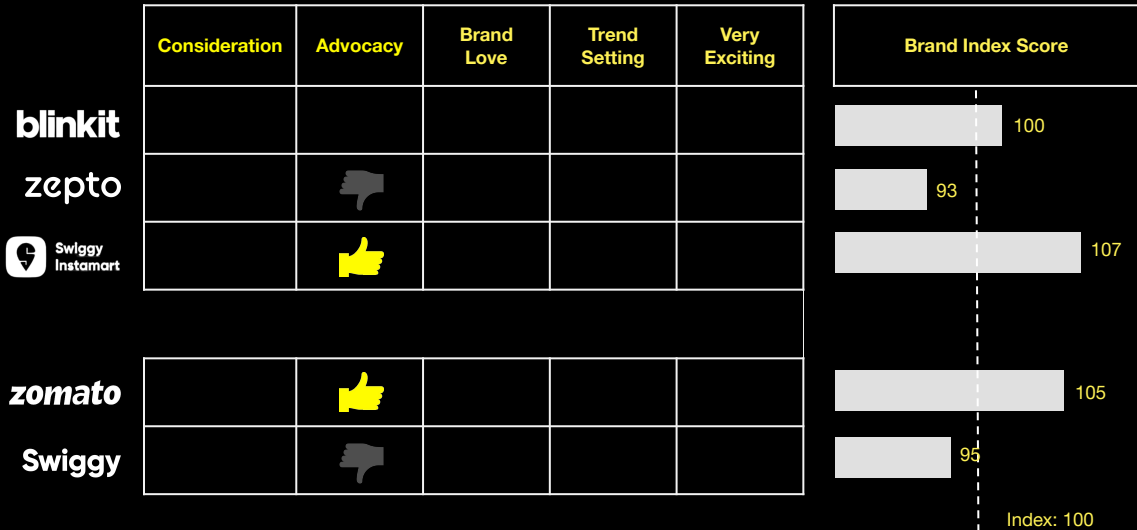 Consideration
Advocacy
Brand
Love
Trend
Setting
Very
Exciting
Brand Index Score
blinkit
100
zepto
93
Swiggy
Instamart
107
zomato
105
Swiggy
95
Index: 100